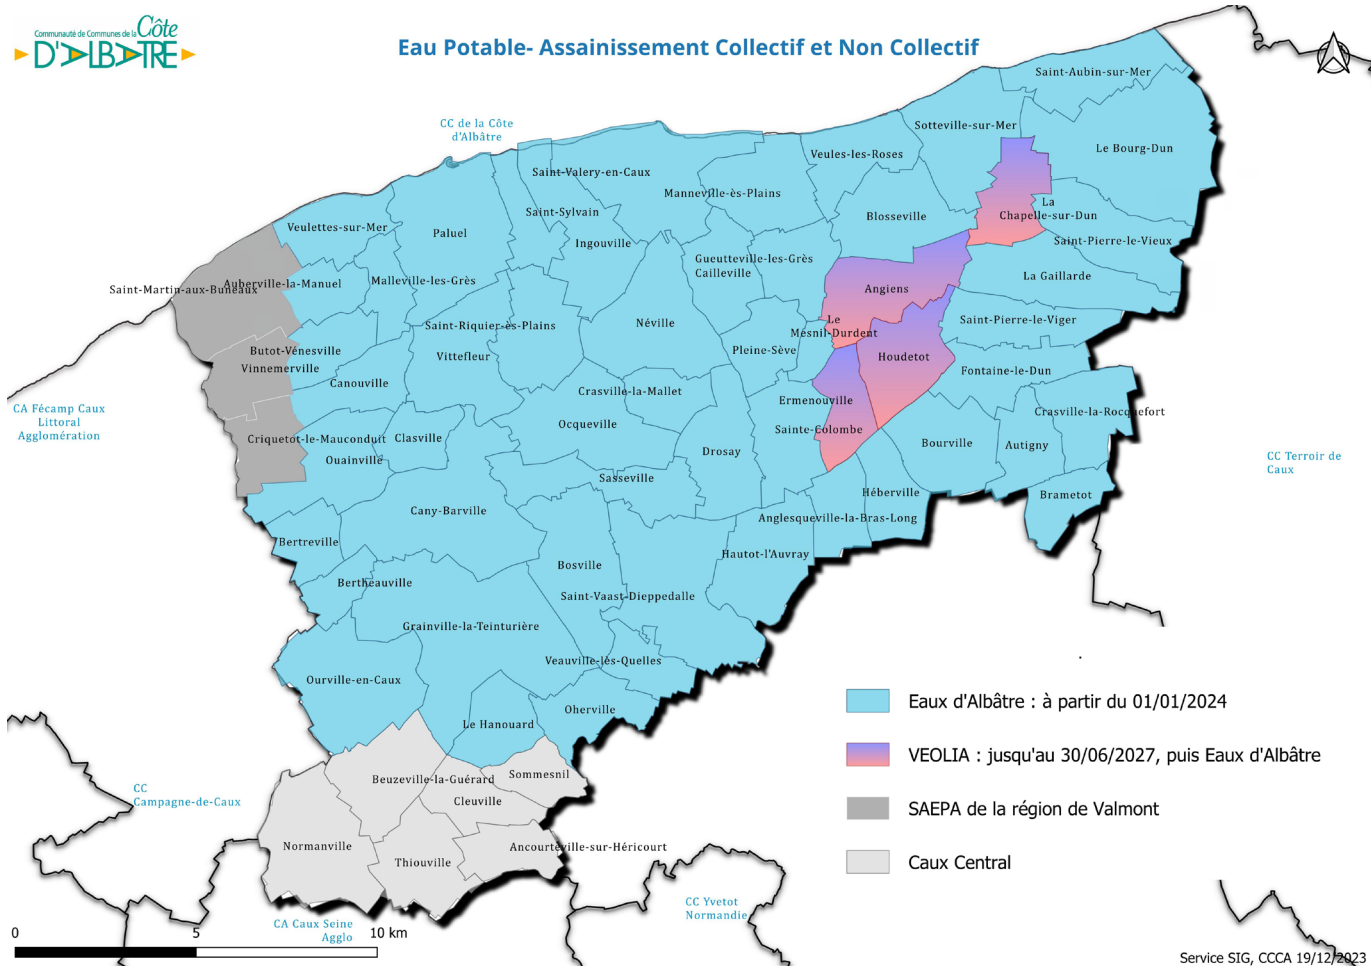 Communauté de Communes de la Côte
D'ALBATRE
Eau Potable- Assainissement Collectif et Non Collectif
CC de la Côte
d'Albâtre
Saint-Aubin-sur-Mer
Sotteville-sur-Mer
Le Bourg-Dun
Veules-les-Roses
Saint-Valery-en-Caux
Manneville-ès-Plains
La
Chapelle-sur-Dun
Saint-Sylvain
Blosseville
Veulettes-sur-Mer
Paluel
Ingouville
Saint-Pierre-le-Vieux
Gueutteville-les-Grès
Cailleville
La Gaillarde
Auberville-la-Manuel
Malleville-les-Grès
Saint-Martin-aux-Buneaux
Angiens
Saint-Riquier-ès-Plains
Néville
Le
Mesnil-Durdent
Saint-Pierre-le-Viger
Butot-Vénesville
Vinnemerville
Vittefleur
Pleine-Sève
Houdetot
Fontaine-le-Dun
Canouville
Crasville-la-Mallet
Ermenouville
Crasville-la-Rocquefort
CA Fécamp Caux
Littoral
Agglomération
Ocqueville
Sainte-Colombe
Criquetot-le-Mauconduit
Clasville
Bourville
Autigny
Ouainville
Drosay
CC Terroir de
Caux
Sasseville
Héberville
Brametot
Cany-Barville
Anglesqueville-la-Bras-Long
Bertreville
Hautot-l'Auvray
Bosville
Bertheauville
Saint-Vaast-Dieppedalle
Grainville-la-Teinturière
Veauville-lès-Quelles
Ourville-en-Caux
Oherville
Le Hanouard
Eaux d'Albâtre : à partir du 01/01/2024
VEOLIA : jusqu'au 30/06/2027, puis Eaux d'Albâtre
SAEPA de la région de Valmont
Caux Central
Beuzeville-la-Guérard
Sommesnil
Cleuville
CC
Campagne-de-Caux
Normanville
Thiouville
Ancourteville-sur-Héricourt
CC Yvetot
Normandie
CA Caux Seine
Agglo
0 5 10 km
Service SIG, CCCA 19/12/2023